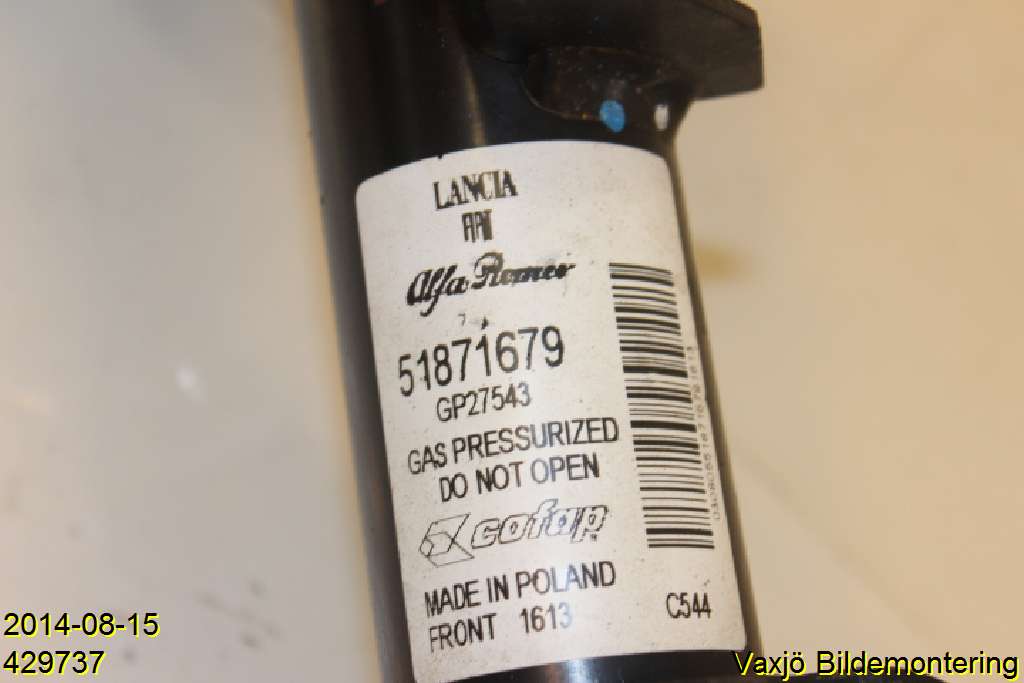 LANCIA
FIAT
Alfa Romeo
51871679
GP27543
GAS PRESSURIZED
DO NOT OPEN
cofap
MADE IN POLAND
FRONT 1613
C544
2014-08-15
429737
Vaxjö Bildemontering